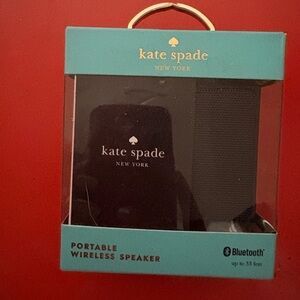 kate spade
NEW YORK
kate spade
NEW YORK
PORTABLE
WIRELESS SPEAKER
Bluetooth®
up to 33 feet